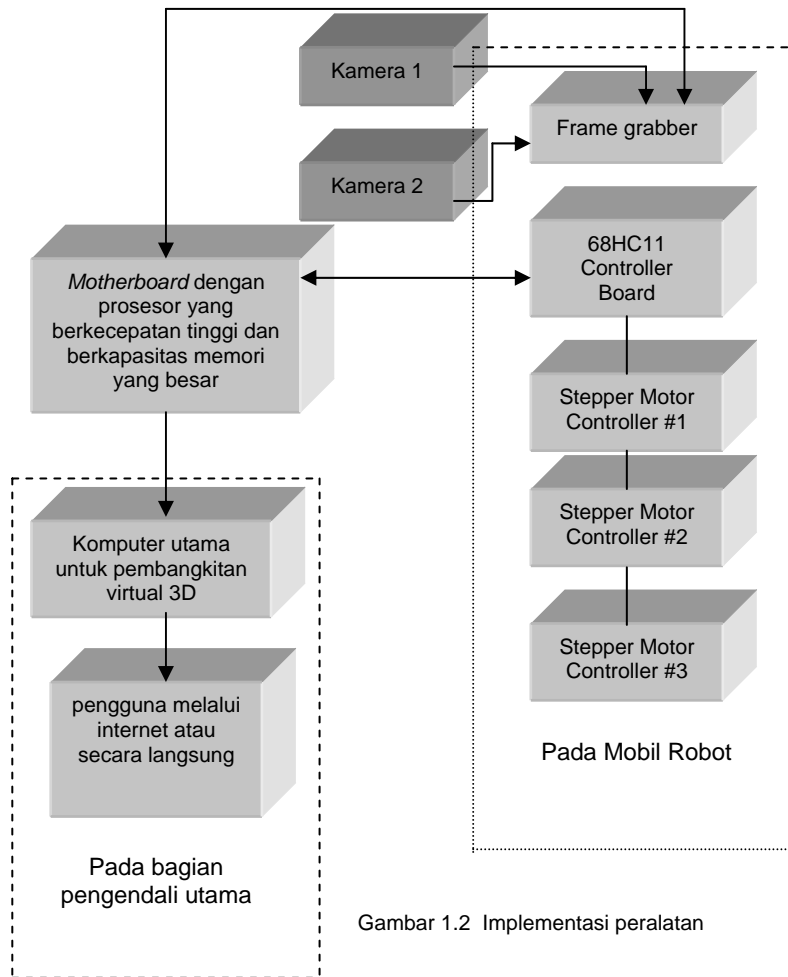 Kamera 1
Frame grabber
Kamera 2
68HC11
Controller
Board
Motherboard dengan
prosesor yang
berkecepatan tinggi dan
berkapasitas memori
yang besar
Stepper Motor
Controller #1
Stepper Motor
Controller #2
Stepper Motor
Controller #3
Pada Mobil Robot
Komputer utama
untuk pembangkitan
virtual 3D
pengguna melalui
internet atau
secara langsung
Pada bagian
pengendali utama
Gambar 1.2 Implementasi peralatan